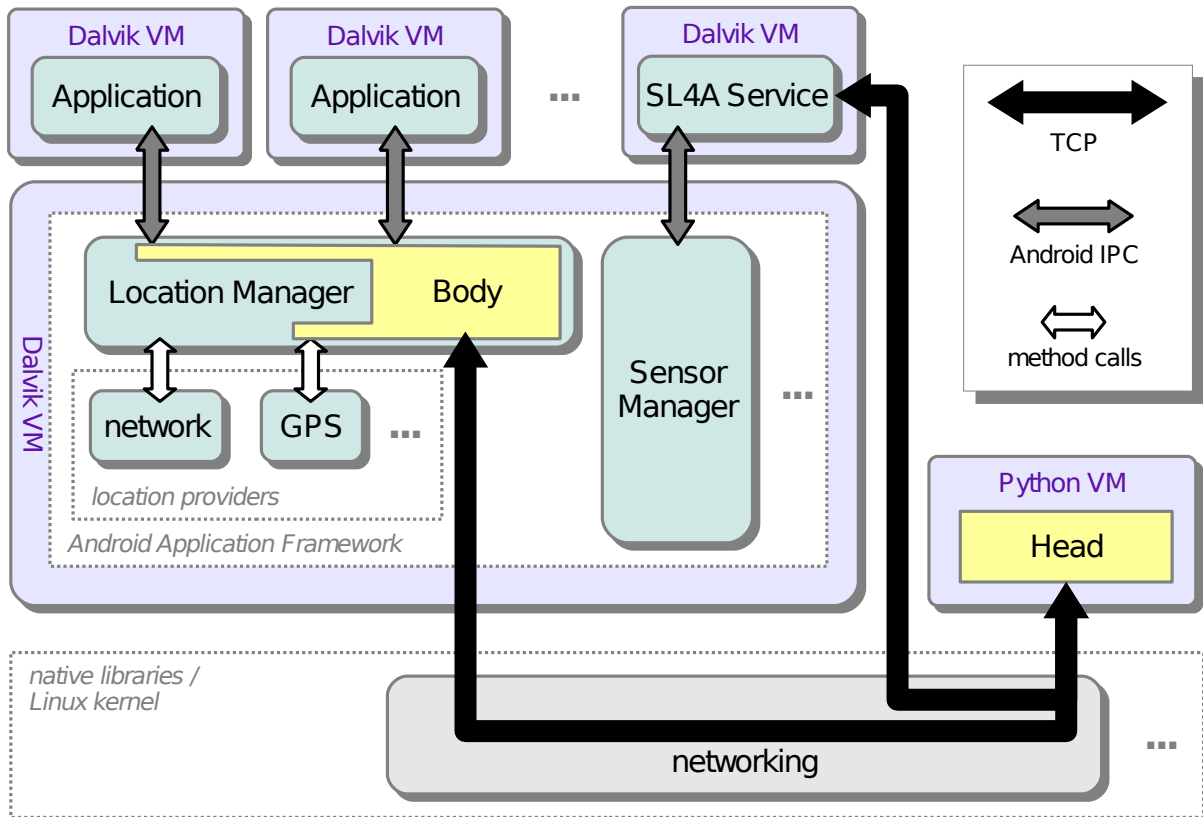 Dalvik VM
Application
Dalvik VM
Application
...
Dalvik VM
SL4A Service
TCP
Android IPC
method calls
Dalvik VM
Location Manager
Body
Sensor
Manager
...
network
GPS
...
location providers
Android Application Framework
Python VM
Head
native libraries /
Linux kernel
networking
...